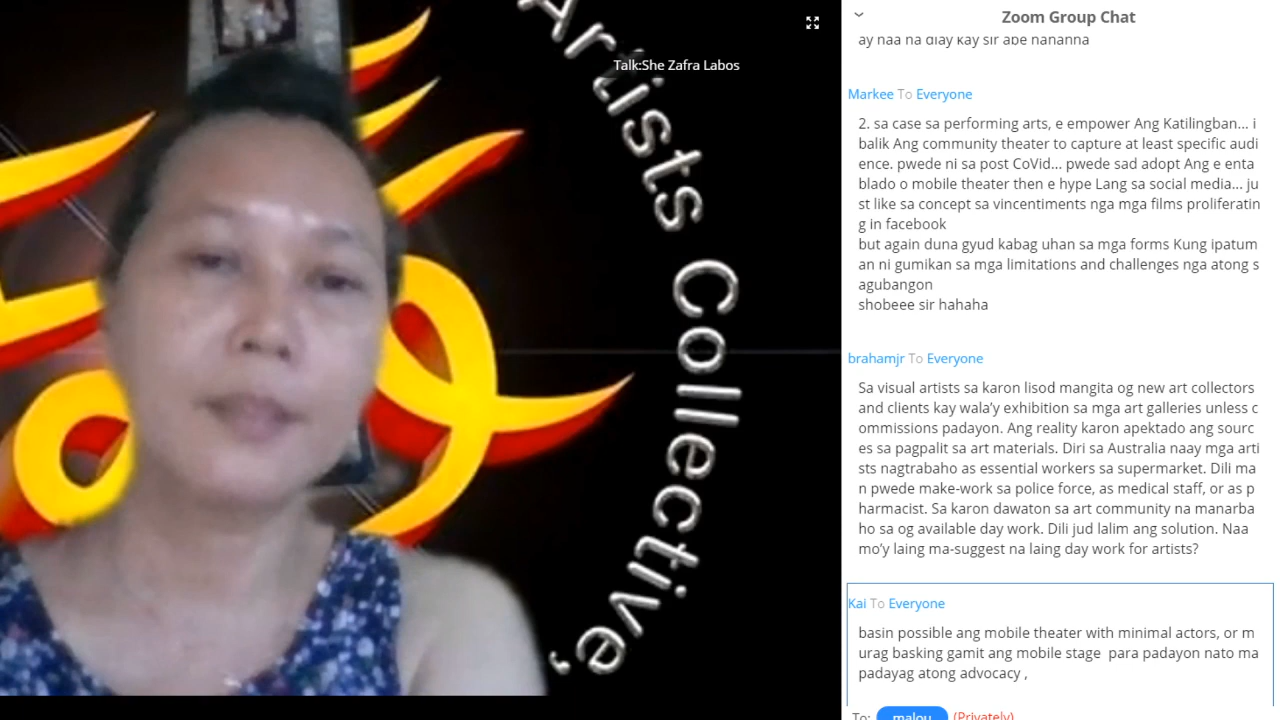 Artists Collective,
Talk:She Zafra Labos
Zoom Group Chat
ay naa na diay kay sir abe hahanha
Markee To Everyone
2. sa case sa performing arts, e empower Ang Katilingban... i
balik Ang community theater to capture at least specific audi
ence. pwede ni sa post CoVid... pwede sad adopt Ang e enta
blado o mobile theater then e hype Lang sa social media... ju
st like sa concept sa vincentiments nga mga films proliferatin
g in facebook
but again duna gyud kabag uhan sa mga forms Kung ipatum
an ni gumikan sa mga limitations and challenges nga atong s
agubangon
shobeee sir hahaha
brahamjr To Everyone
Sa visual artists sa karon lisod mangita og new art collectors
and clients kay wala’y exhibition sa mga art galleries unless c
ommissions padayon. Ang reality karon apektado ang sourc
es sa pagpalit sa art materials. Diri sa Australia naay mga arti
sts nagtrabaho as essential workers sa supermarket. Dili ma
n pwede make-work sa police force, as medical staff, or as p
harmacist. Sa karon dawaton sa art community na manarba
ho sa og available day work. Dili jud lalim ang solution. Naa
mo’y laing ma-suggest na laing day work for artists?
Kai To Everyone
basin possible ang mobile theater with minimal actors, or m
urag basking gamit ang mobile stage para padayon nato ma
padayag atong advocacy ,
To: malou (Privately)